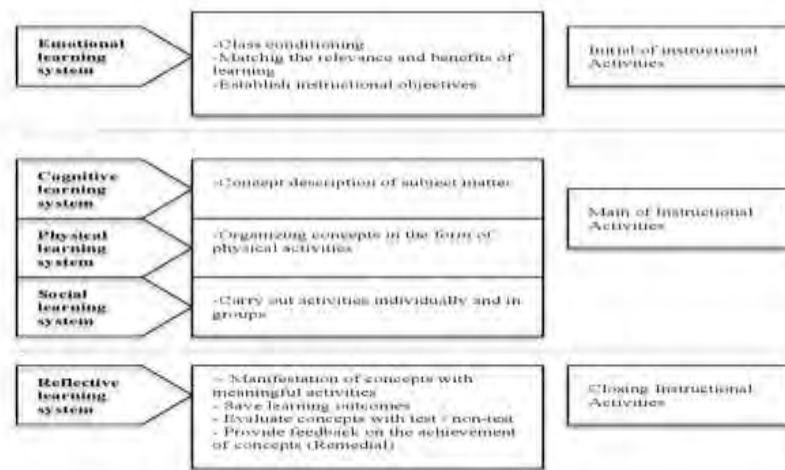 Emotional
learning
system
-Class conditioning
-Matchig the relevance and benefits of
learning
-Establish instructional objectives
Initial of instructional
Activities
Cognitive
learning
system
-Concept description of subject matter
Physical
learning
system
-Organizing concepts in the form of
physical activities
Social
learning
system
-Carry out activities individually and in
groups
Main of Instructional
Activities
Reflective
learning
system
- Manifestation of concepts with
meaningful activities
- Save learning outcomes
- Evaluate concepts with test / non-test
- Provide feedback on the achievement
of concepts (Remedial)
Closing Instructional
Activities